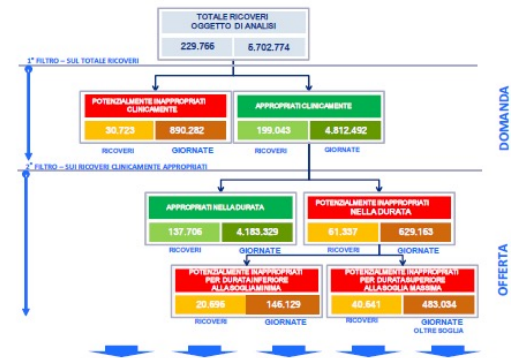 TOTALE RICOVERI
OGGETTO DI ANALISI
229.766 5.702.774
1° FILTRO – SUL TOTALE RICOVERI
POTENZIALMENTE INAPPROPRIATI
CLINICAMENTE
30.723 890.282
RICOVERI GIORNATE
APPROPRIATI CLINICAMENTE
199.043 4.812.492
RICOVERI GIORNATE
DOMANDA
2° FILTRO – SUI RICOVERI CLINICAMENTE APPROPRIATI
APPROPRIATI NELLA DURATA
137.706 4.183.329
RICOVERI GIORNATE
POTENZIALMENTE INAPPROPRIATI
NELLA DURATA
61.337 629.163
RICOVERI GIORNATE
POTENZIALMENTE INAPPROPRIATI
PER DURATA INFERIORE
ALLA SOGLIA MINIMA
20.696 146.129
RICOVERI GIORNATE
POTENZIALMENTE INAPPROPRIATI
PER DURATA SUPERIORE
ALLA SOGLIA MASSIMA
40.641 483.034
RICOVERI GIORNATE
OLTRE SOGLIA
OFFERTA